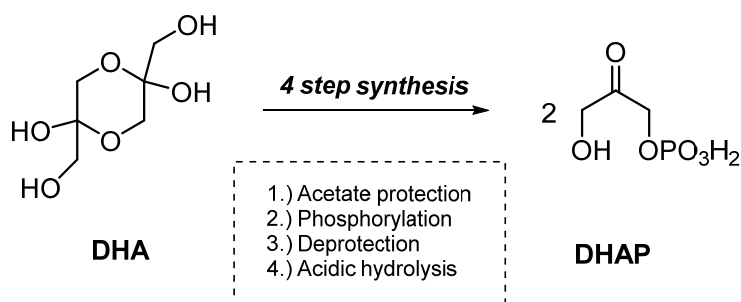 OH
O
OH
HO
O
HO
DHA
4 step synthesis
1.) Acetate protection
2.) Phosphorylation
3.) Deprotection
4.) Acidic hydrolysis
O
2
OH
OPO₃H₂
DHAP